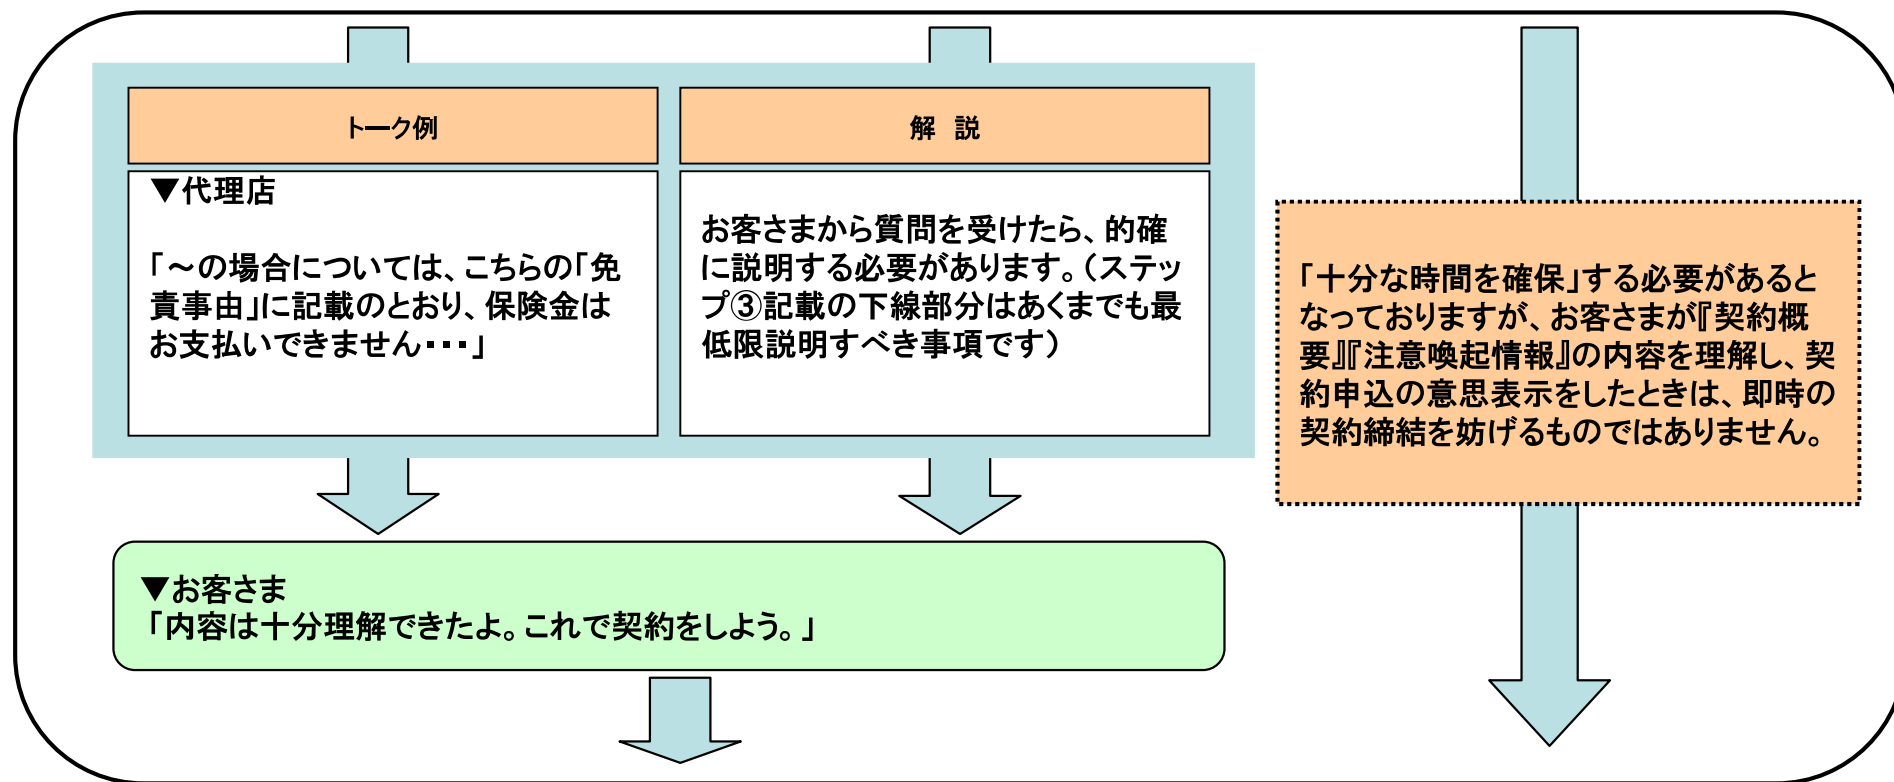 トーク例
▼代理店
「～の場合については、こちらの「免
責事由」に記載のとおり、保険金は
お支払いできません・・・」
解　説
お客さまから質問を受けたら、的確
に説明する必要があります。（ステッ
プ③記載の下線部分はあくまでも最
低限説明すべき事項です）
「十分な時間を確保」する必要があると
なっておりますが、お客さまが『契約概
要』『注意喚起情報』の内容を理解し、契
約申込の意思表示をしたときは、即時の
契約締結を妨げるものではありません。
▼お客さま
「内容は十分理解できたよ。これで契約をしよう。」